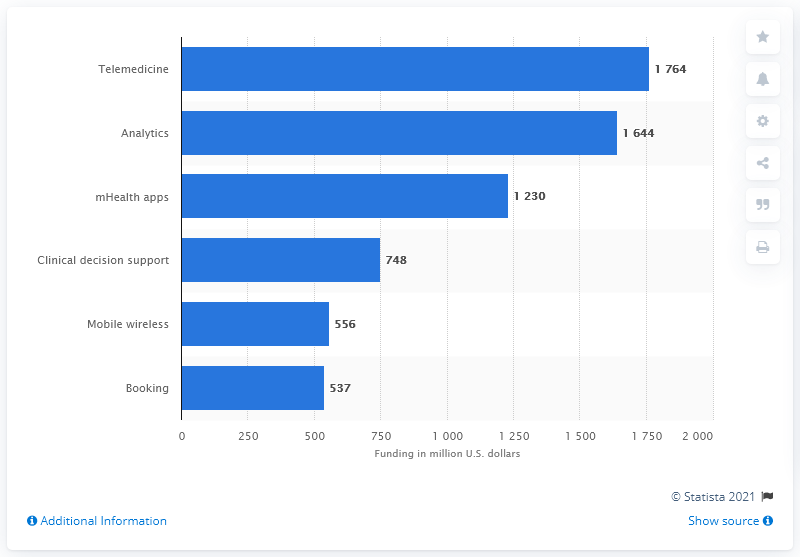 Telemedicine 1 764
Analytics 1 644
mHealth apps 1 230
Clinical decision support 748
Mobile wireless 556
Booking 537
0 250 500 750 1 000 1 250 1 500 1 750 2 000
Funding in million U.S. dollars
© Statista 2021
Additional Information Show source